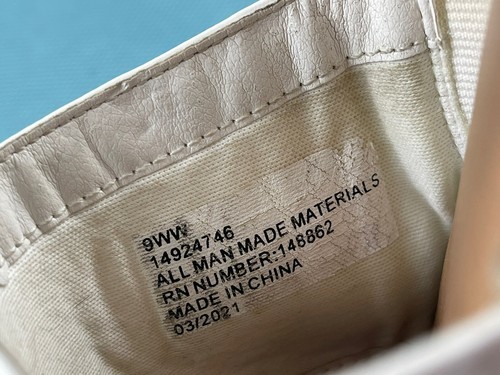 9WW
14924746
ALL MAN MADE MATERIALS
RN NUMBER:148862
MADE IN CHINA
03/2021